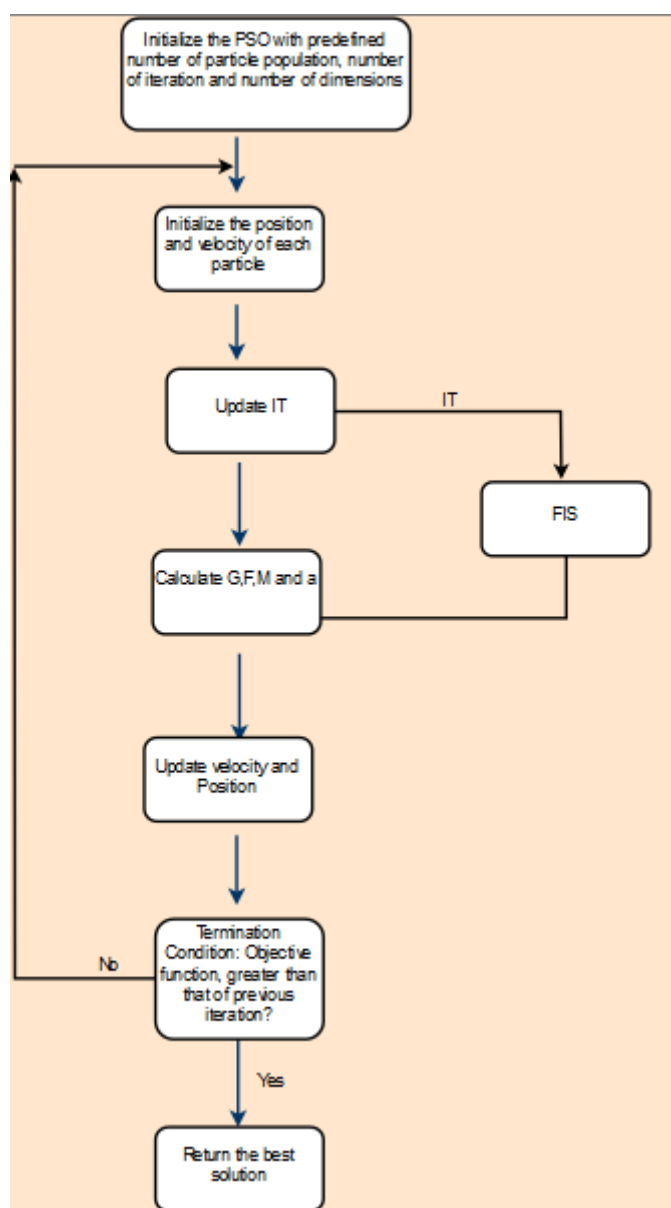 Initialize the PSO with predefined
number of particle population, number
of iteration and number of dimensions
Initialize the position
and velocity of each
particle
Update IT
IT
FIS
Calculate G,F,M and a
Update velocity and
Position
Termination
Condition: Objective
function, greater than
that of previous
iteration?
No
Yes
Return the best
solution